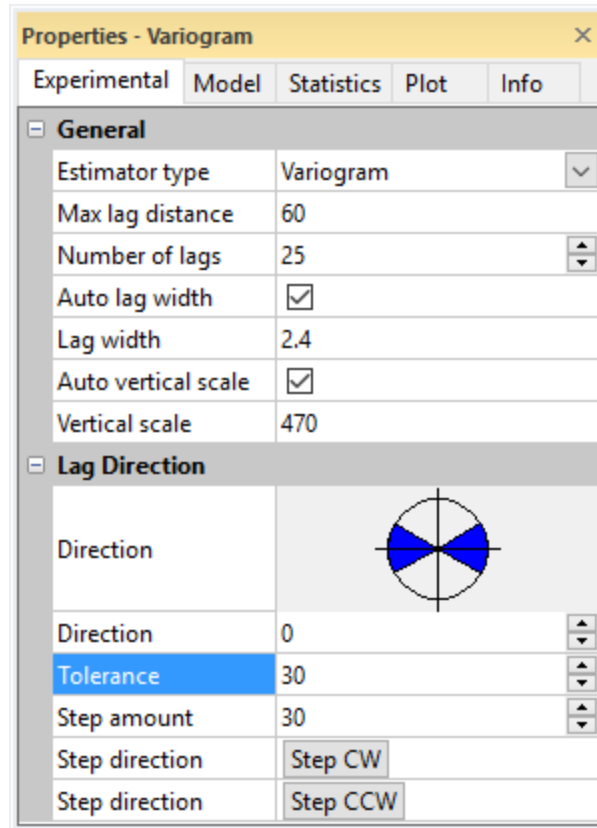 Properties - Variogram
Experimental Model Statistics Plot Info
General
Estimator type Variogram
Max lag distance 60
Number of lags 25
Auto lag width
Lag width 2.4
Auto vertical scale
Vertical scale 470
Lag Direction
Direction
Direction 0
Tolerance 30
Step amount 30
Step direction Step CW
Step direction Step CCW